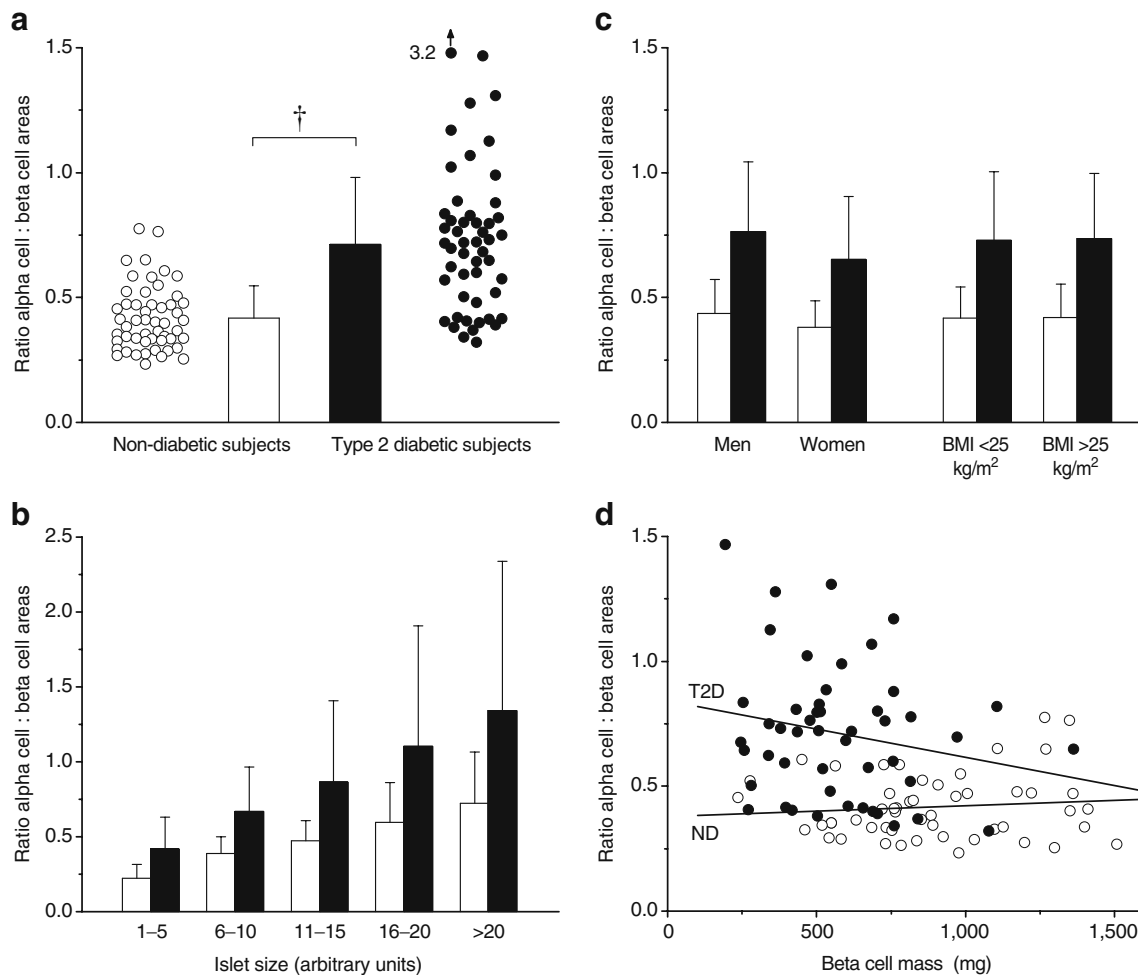 a
Ratio alpha cell : beta cell areas
1.5
1.0
0.5
0.0
3.2
†
Non-diabetic subjects
Type 2 diabetic subjects
c
Ratio alpha cell : beta cell areas
1.5
1.0
0.5
0.0
Men
Women
BMI <25
kg/m²
BMI >25
kg/m²
b
Ratio alpha cell : beta cell areas
2.5
2.0
1.5
1.0
0.5
0.0
1–5
6–10
11–15
16–20
>20
Islet size (arbitrary units)
d
Ratio alpha cell : beta cell areas
1.5
1.0
0.5
0.0
T2D
ND
0
500
1,000
1,500
Beta cell mass (mg)